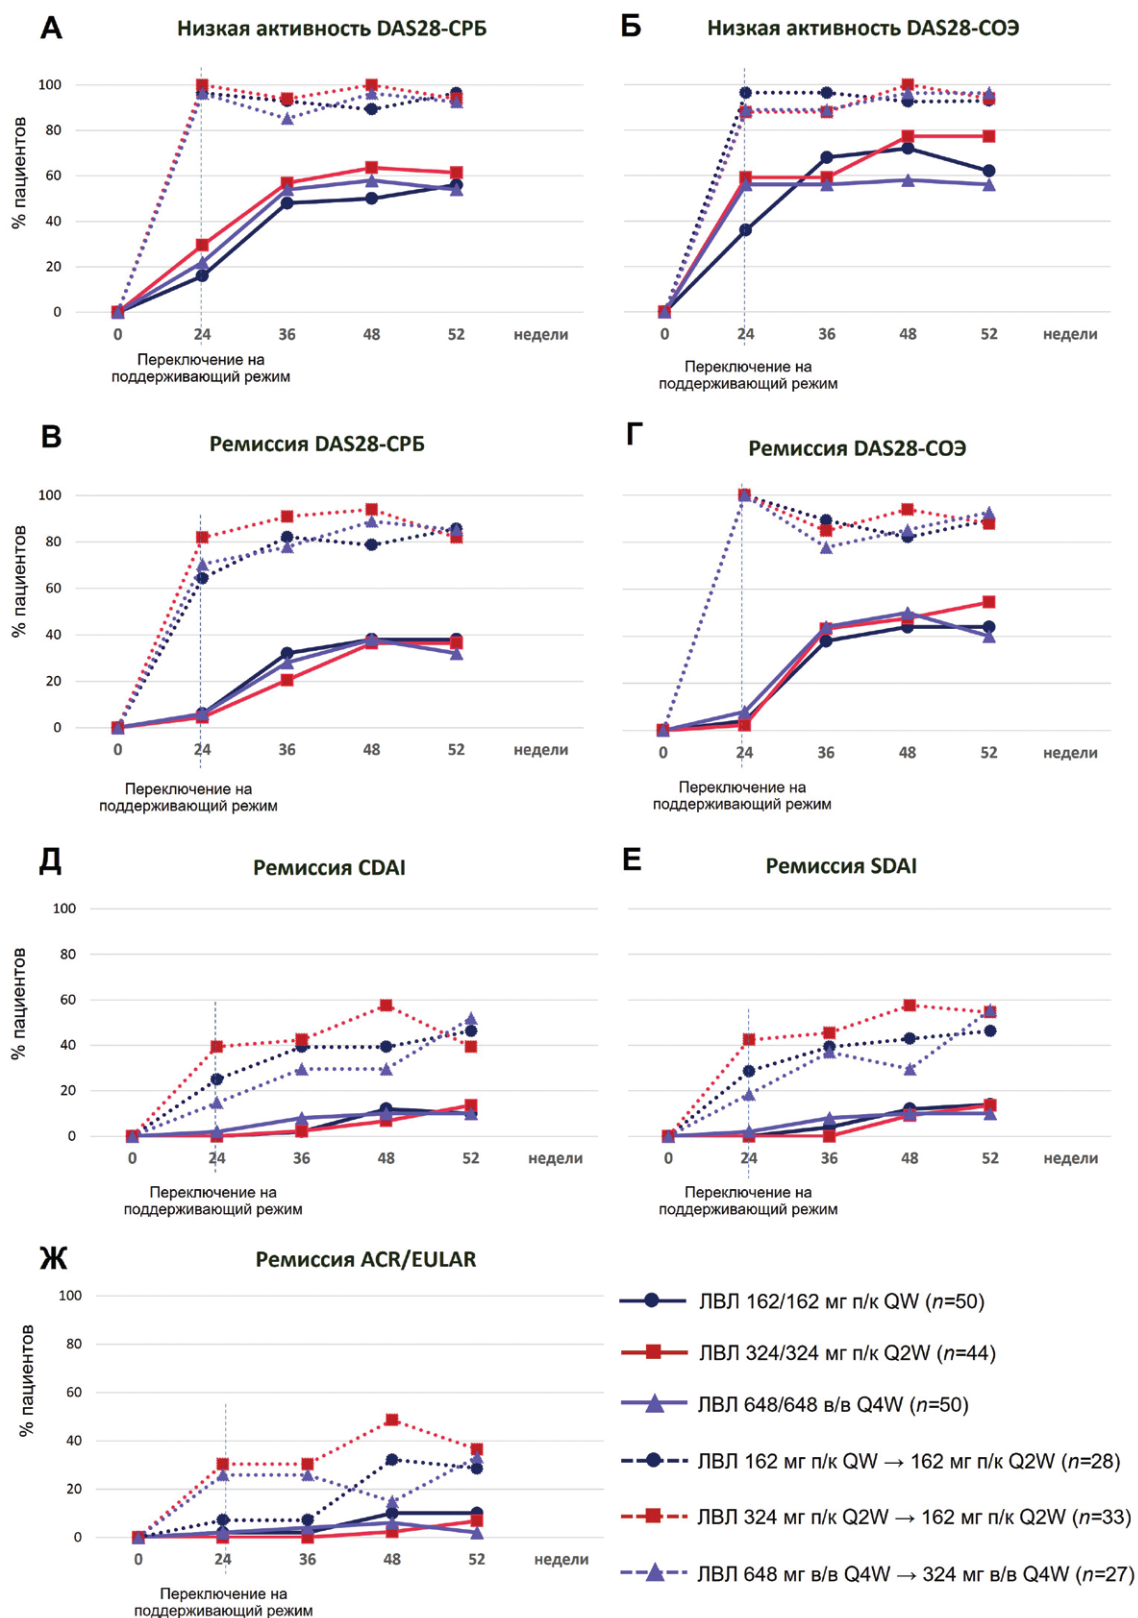 А
Низкая активность DAS28-СРБ
% пациентов
100
80
60
40
20
0
0 24 36 48 52 недели
Переключение на
поддерживающий режим
Б
Низкая активность DAS28-СОЭ
0 24 36 48 52 недели
Переключение на
поддерживающий режим
В
Ремиссия DAS28-СРБ
% пациентов
100
80
60
40
20
0
0 24 36 48 52 недели
Переключение на
поддерживающий режим
Г
Ремиссия DAS28-СОЭ
0 24 36 48 52 недели
Переключение на
поддерживающий режим
Д
Ремиссия CDAI
% пациентов
100
80
60
40
20
0
0 24 36 48 52 недели
Переключение на
поддерживающий режим
Е
Ремиссия SDAI
0 24 36 48 52 недели
Переключение на
поддерживающий режим
Ж
Ремиссия ACR/EULAR
% пациентов
100
80
60
40
20
0
0 24 36 48 52 недели
Переключение на
поддерживающий режим
ЛВЛ 162/162 мг п/к QW (n=50)
ЛВЛ 324/324 мг п/к Q2W (n=44)
ЛВЛ 648/648 в/в Q4W (n=50)
ЛВЛ 162 мг п/к QW → 162 мг п/к Q2W (n=28)
ЛВЛ 324 мг п/к Q2W → 162 мг п/к Q2W (n=33)
ЛВЛ 648 мг в/в Q4W → 324 мг в/в Q4W (n=27)